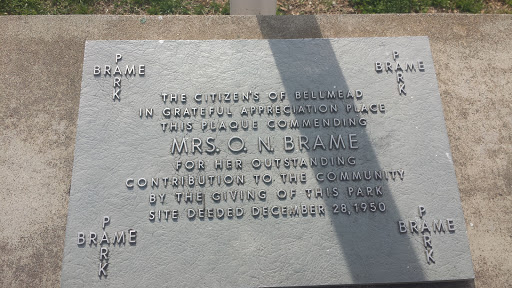 BRAME
PARK
BRAME
PARK
THE CITIZEN'S OF BELLMEAD
IN GRATEFUL APPRECIATION PLACE
THIS PLAQUE COMMENDING
MRS. O. N. BRAME
FOR HER OUTSTANDING
CONTRIBUTION TO THE COMMUNITY
BY THE GIVING OF THIS PARK
SITE DEEDED DECEMBER 28, 1950
BRAME
PARK
BRAME
PARK